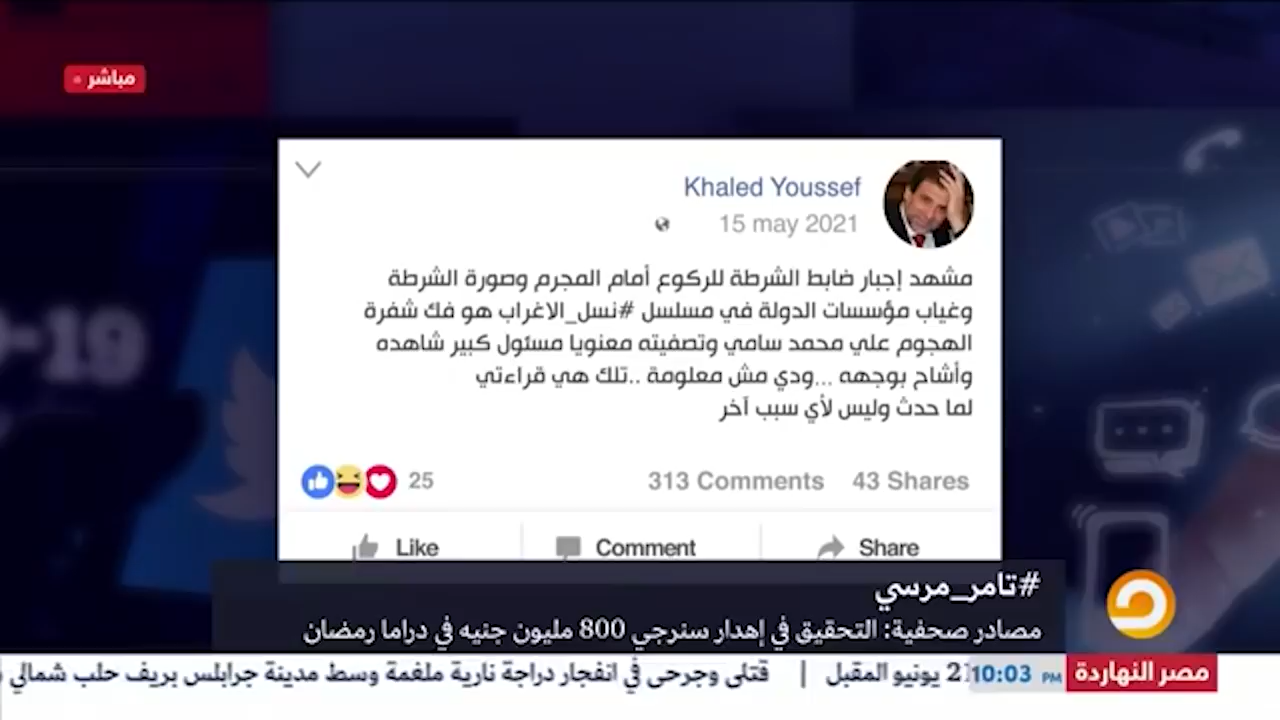 مباشر
Khaled Youssef
15 may 2021
مشهد إجبار ضابط الشرطة للركوع أمام المجرم وصورة الشرطة
وغياب مؤسسات الدولة في مسلسل #نسل_الاغراب هو فك شفرة
الهجوم علي محمد سامي وتصفيته معنويا مسئول كبير شاهده
وأشاح بوجهه ...ودي مش معلومة ..تلك هي قراءتي
لما حدث وليس لأي سبب آخر
25
313 Comments 43 Shares
Like Comment Share
-19
#تامر_مرسي
مصادر صحفية: التحقيق في إهدار سنرجي 800 مليون جنيه في دراما رمضان
مصر النهاردة
10:03 PM
21 يونيو المقبل | قتلى وجرحى في انفجار دراجة نارية ملغمة وسط مدينة جرابلس بريف حلب شمالي